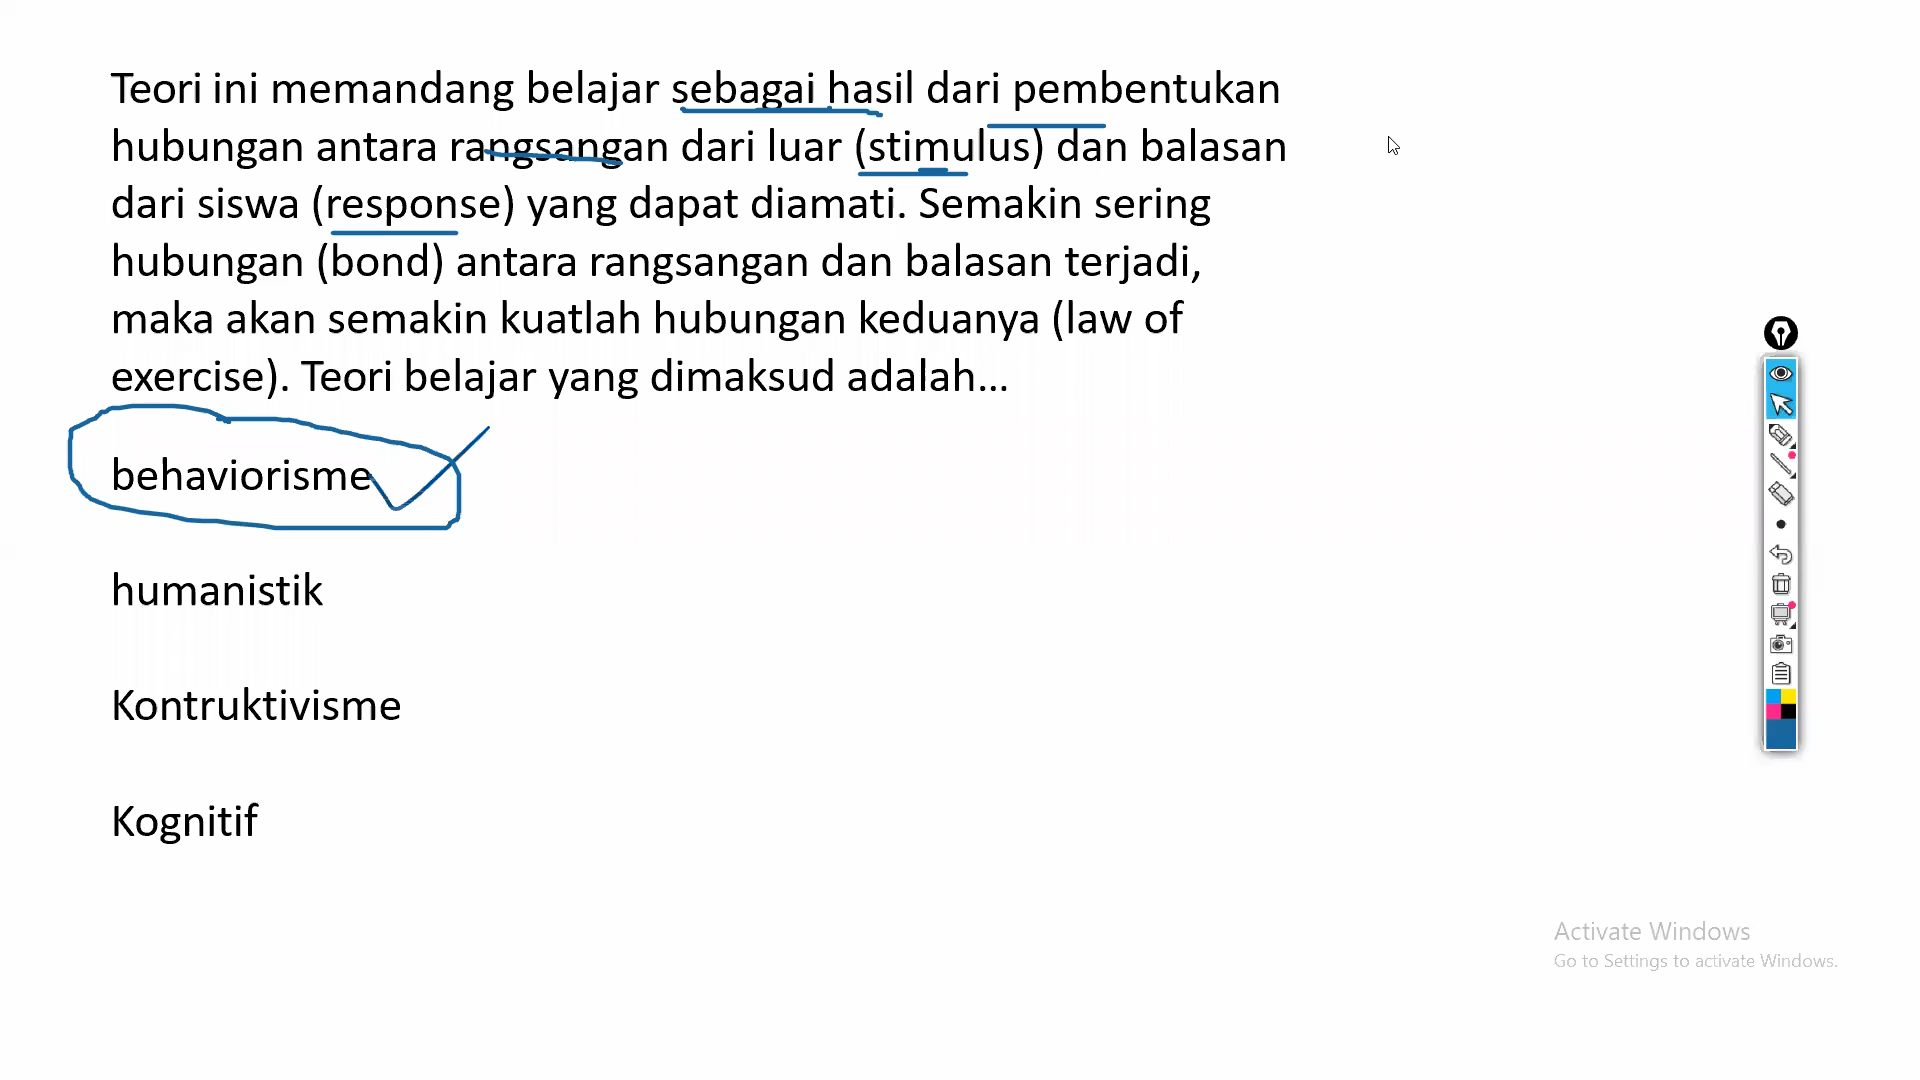 Teori ini memandang belajar sebagai hasil dari pembentukan
hubungan antara rangsangan dari luar (stimulus) dan balasan
dari siswa (response) yang dapat diamati. Semakin sering
hubungan (bond) antara rangsangan dan balasan terjadi,
maka akan semakin kuatlah hubungan keduanya (law of
exercise). Teori belajar yang dimaksud adalah...
behaviorisme
humanistik
Kontruktivisme
Kognitif
Activate Windows
Go to Settings to activate Windows.